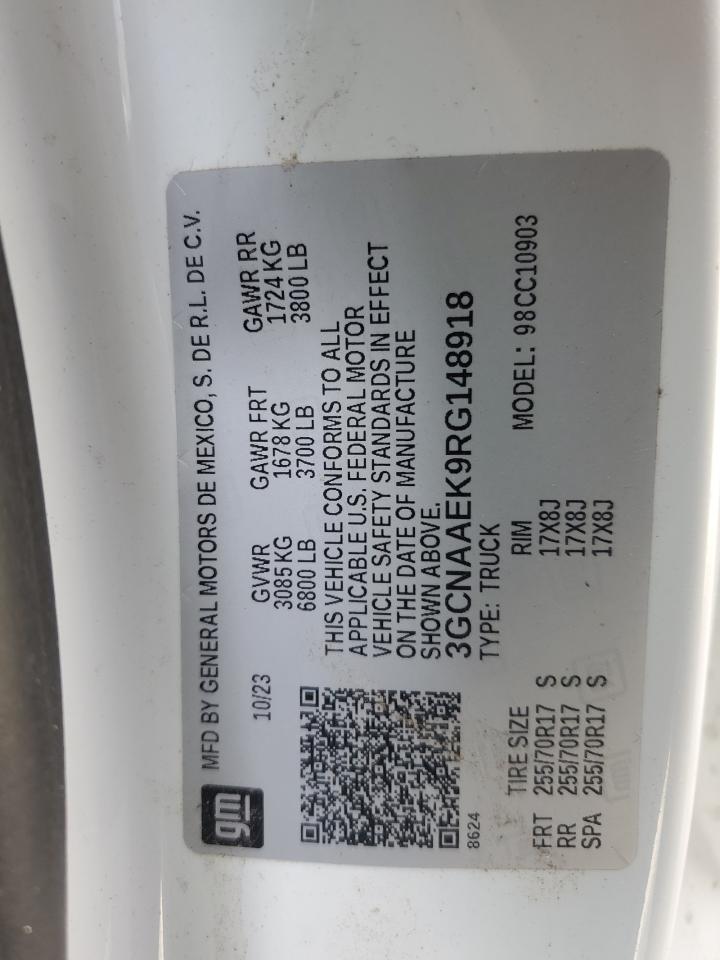 gm
MFD BY GENERAL MOTORS DE MEXICO, S. DE R.L. DE C.V.
10/23
GVWR GAWR FRT GAWR RR
3085 KG 1678 KG 1724 KG
6800 LB 3700 LB 3800 LB
THIS VEHICLE CONFORMS TO ALL
APPLICABLE U.S. FEDERAL MOTOR
VEHICLE SAFETY STANDARDS IN EFFECT
ON THE DATE OF MANUFACTURE
SHOWN ABOVE.
3GCNAAEK9RG148918
8624
TYPE: TRUCK
TIRE SIZE RIM MODEL: 98CC10903
FRT 255/70R17 S 17X8J
RR 255/70R17 S 17X8J
SPA 255/70R17 S 17X8J